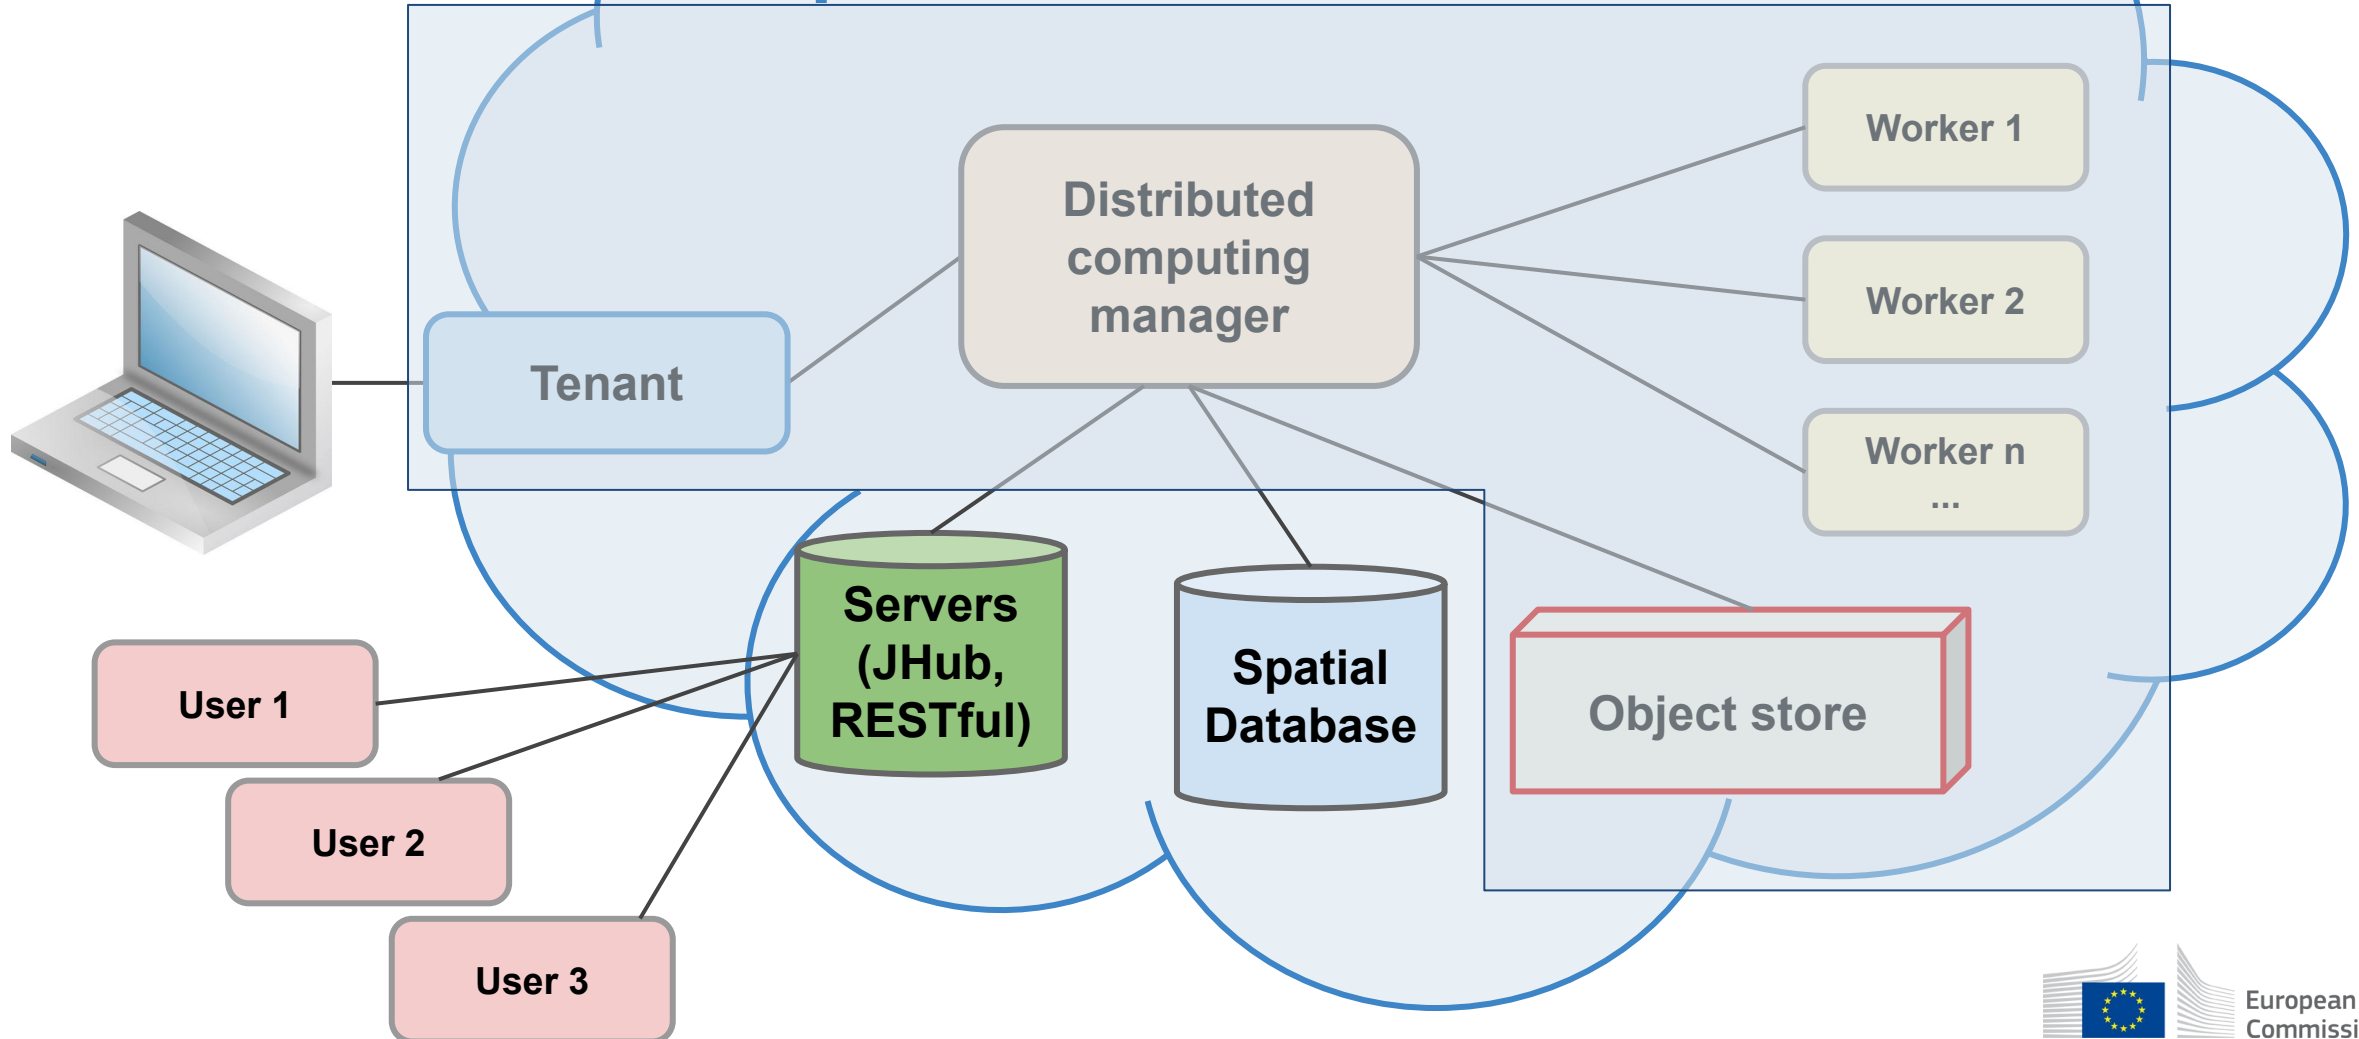 Worker 1
Distributed
computing
manager
Worker 2
Tenant
Worker n
...
Servers
(JHub,
RESTful)
Spatial
Database
Object store
User 1
User 2
User 3
European
Commissi